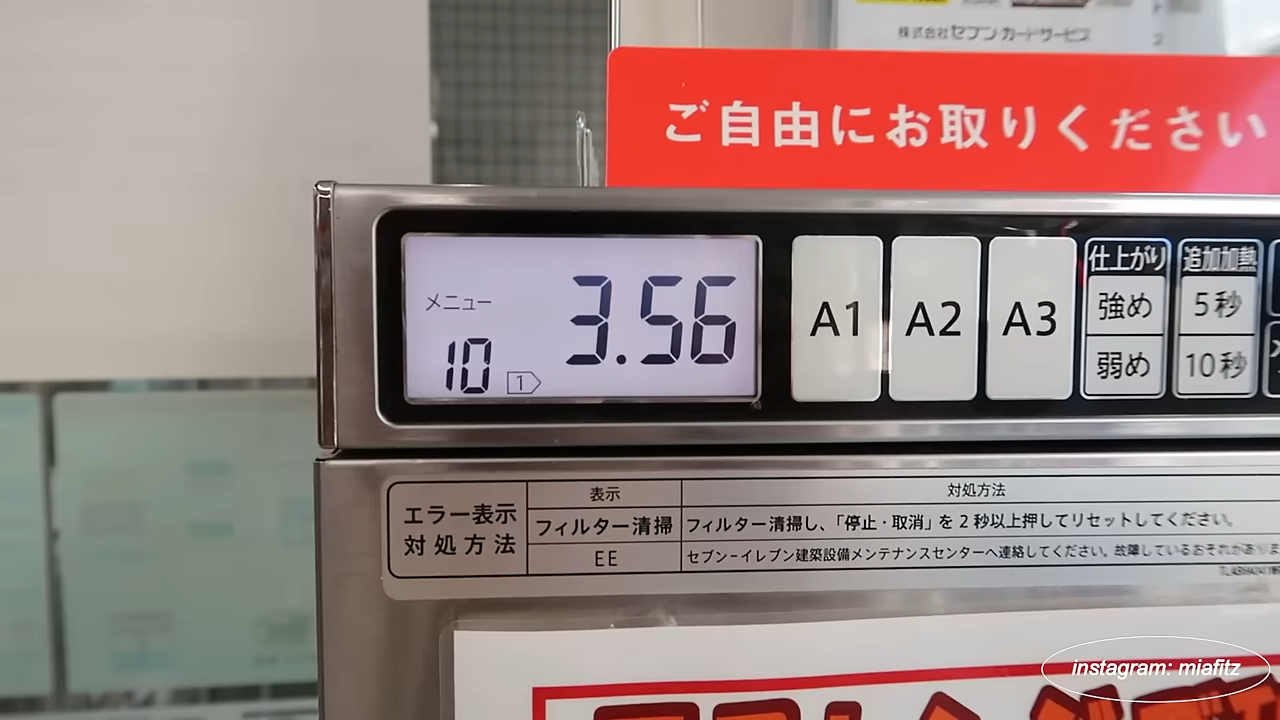 株式会社セブン・カードサービス
ご自由にお取りください
メニュー
3.56
10 1
A1
A2
A3
仕上がり
強め
弱め
追加加熱
5秒
10秒
エラー表示
対処方法
表示
対処方法
フィルター清掃
フィルター清掃し、「停止・取消」を2秒以上押してリセットしてください。
EE
セブン-イレブン建築設備メンテナンスセンターへ連絡してください。故障しているおそれがありま
instagram: miafitz